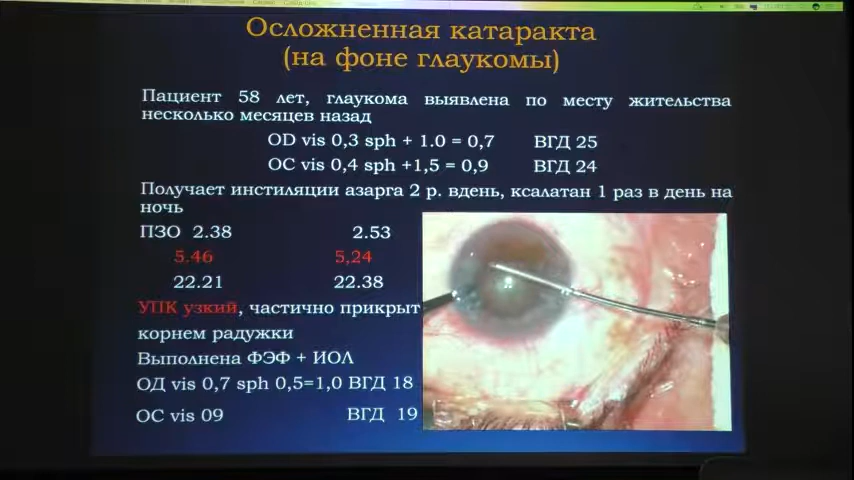 Осложненная катаракта
(на фоне глаукомы)
Пациент 58 лет, глаукома выявлена по месту жительства
несколько месяцев назад
OD vis 0,3 sph + 1.0 = 0,7 ВГД 25
ОС vis 0,4 sph +1,5 = 0,9 ВГД 24
Получает инстиляции азарга 2 р. вдень, ксалатан 1 раз в день на
ночь
ПЗО 2.38 2.53
5.46 5,24
22.21 22.38
УПК узкий, частично прикрыт
корнем радужки
Выполнена ФЭФ + ИОЛ
ОД vis 0,7 sph 0,5=1,0 ВГД 18
ОС vis 09 ВГД 19